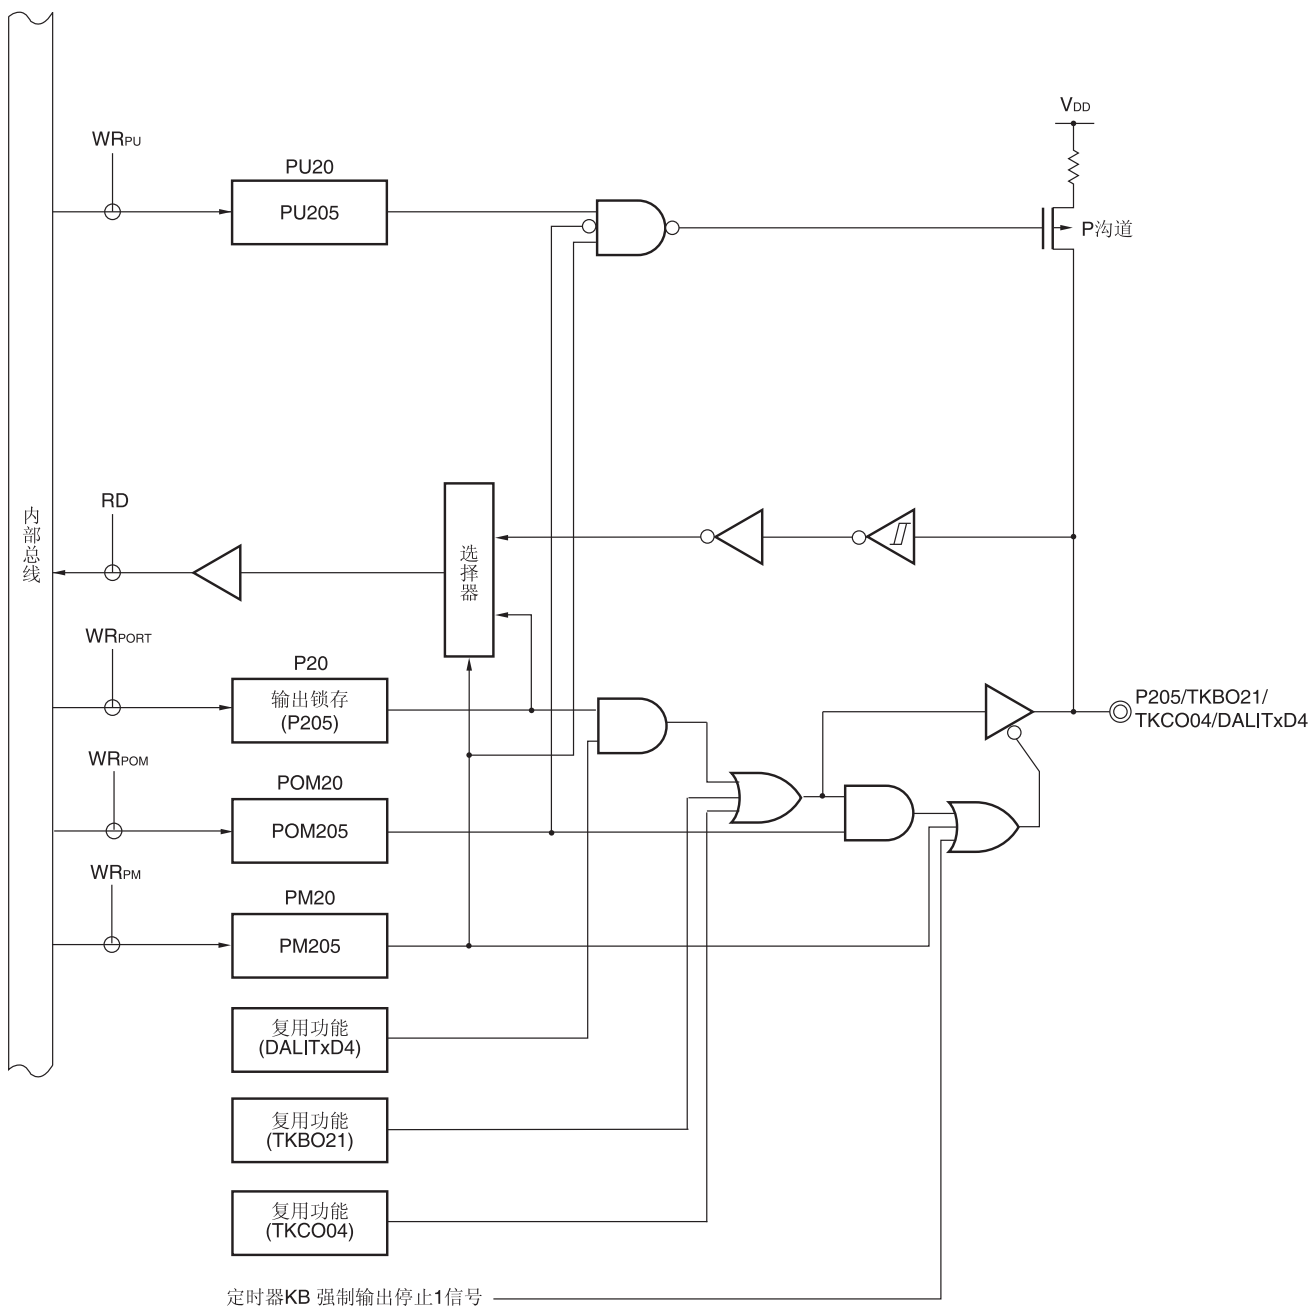 VDD
WRPU
PU20
PU205
P沟道
内部总线
RD
选择器
WRPORT
P20
输出锁存
(P205)
P205/TKBO21/
TKCO04/DALITxD4
WRPOM
POM20
POM205
WRPM
PM20
PM205
复用功能
(DALITxD4)
复用功能
(TKBO21)
复用功能
(TKCO04)
定时器KB 强制输出停止1信号